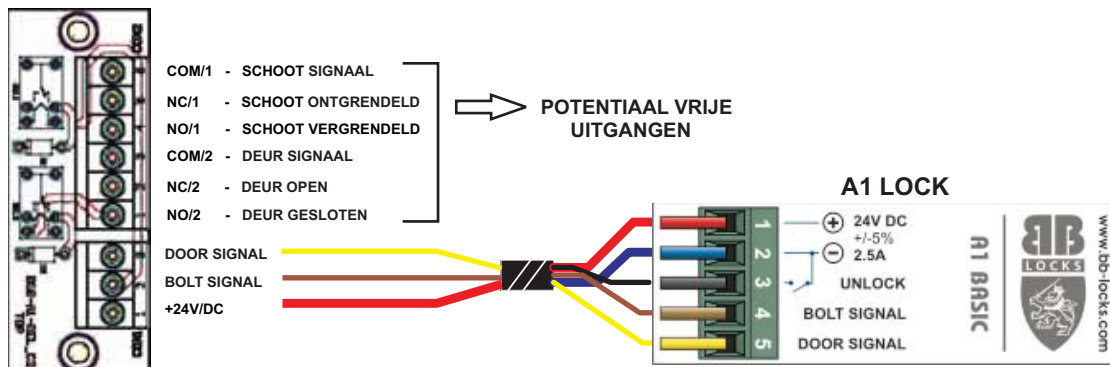 COM/1 - SCHOOT SIGNAAL
NC/1 - SCHOOT ONTGRENDELD
NO/1 - SCHOOT VERGRENDELD
COM/2 - DEUR SIGNAAL
NC/2 - DEUR OPEN
NO/2 - DEUR GESLOTEN
POTENTIAAL VRIJE
UITGANGEN
DOOR SIGNAL
BOLT SIGNAL
+24V/DC
A1 LOCK
1
2
3
4
5
24V DC
+/-5%
2.5A
UNLOCK
BOLT SIGNAL
DOOR SIGNAL
A1 BASIC
BB
LOCKS
www.bb-locks.com